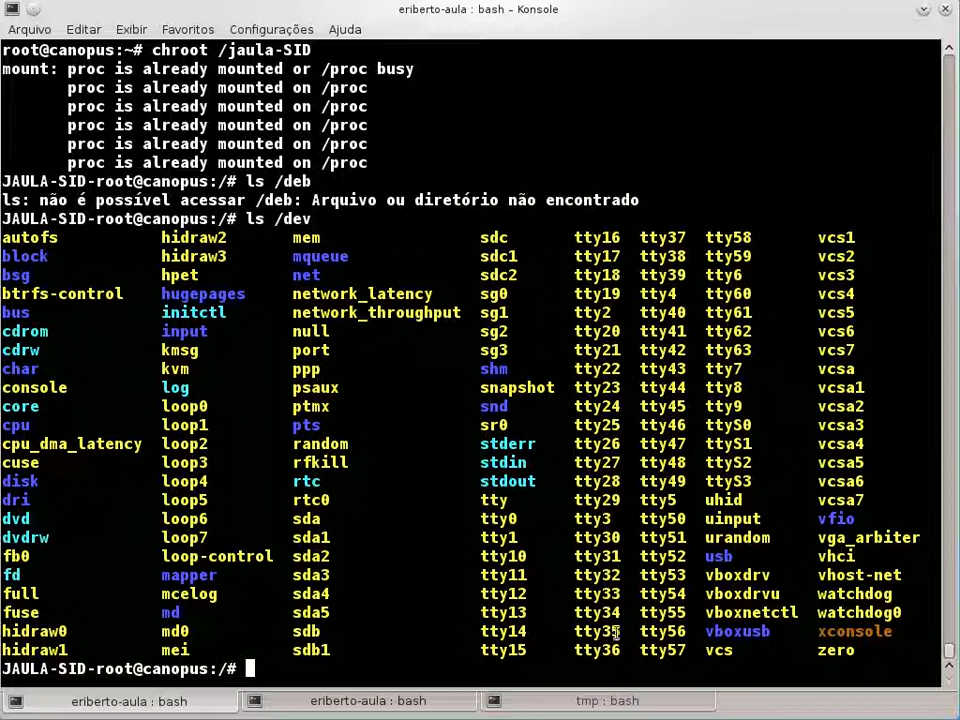 eriberto-aula : bash – Konsole
Arquivo Editar Exibir Favoritos Configurações Ajuda
root@canopus:~# chroot /jaula-SID
mount: proc is already mounted or /proc busy
       proc is already mounted on /proc
       proc is already mounted on /proc
       proc is already mounted on /proc
       proc is already mounted on /proc
       proc is already mounted on /proc
JAULA-SID-root@canopus:/# ls /deb
ls: não é possível acessar /deb: Arquivo ou diretório não encontrado
JAULA-SID-root@canopus:/# ls /dev
autofs hidraw2 mem sdc tty16 tty37 tty58 vcs1
block hidraw3 mqueue sdc1 tty17 tty38 tty59 vcs2
bsg hpet net sdc2 tty18 tty39 tty6 vcs3
btrfs-control hugepages network_latency sg0 tty19 tty4 tty60 vcs4
bus initctl network_throughput sg1 tty2 tty40 tty61 vcs5
cdrom input null sg2 tty20 tty41 tty62 vcs6
cdrw kmsg port sg3 tty21 tty42 tty63 vcs7
char kvm ppp shm tty22 tty43 tty7 vcsa
console log psaux snapshot tty23 tty44 tty8 vcsa1
core loop0 ptmx snd tty24 tty45 tty9 vcsa2
cpu loop1 pts sr0 tty25 tty46 ttyS0 vcsa3
cpu_dma_latency loop2 random stderr tty26 tty47 ttyS1 vcsa4
cuse loop3 rfkill stdin tty27 tty48 ttyS2 vcsa5
disk loop4 rtc stdout tty28 tty49 ttyS3 vcsa6
dri loop5 rtc0 tty tty29 tty5 uhid vcsa7
dvd loop6 sda tty0 tty3 tty50 uinput vfio
dvdrw loop7 sda1 tty1 tty30 tty51 urandom vga_arbiter
fb0 loop-control sda2 tty10 tty31 tty52 usb vhci
fd mapper sda3 tty11 tty32 tty53 vboxdrv vhost-net
full mcelog sda4 tty12 tty33 tty54 vboxdrvu watchdog
fuse md sda5 tty13 tty34 tty55 vboxnetctl watchdog0
hidraw0 md0 sdb tty14 tty35 tty56 vboxusb xconsole
hidraw1 mei sdb1 tty15 tty36 tty57 vcs zero
JAULA-SID-root@canopus:/#
eriberto-aula : bash eriberto-aula : bash tmp : bash